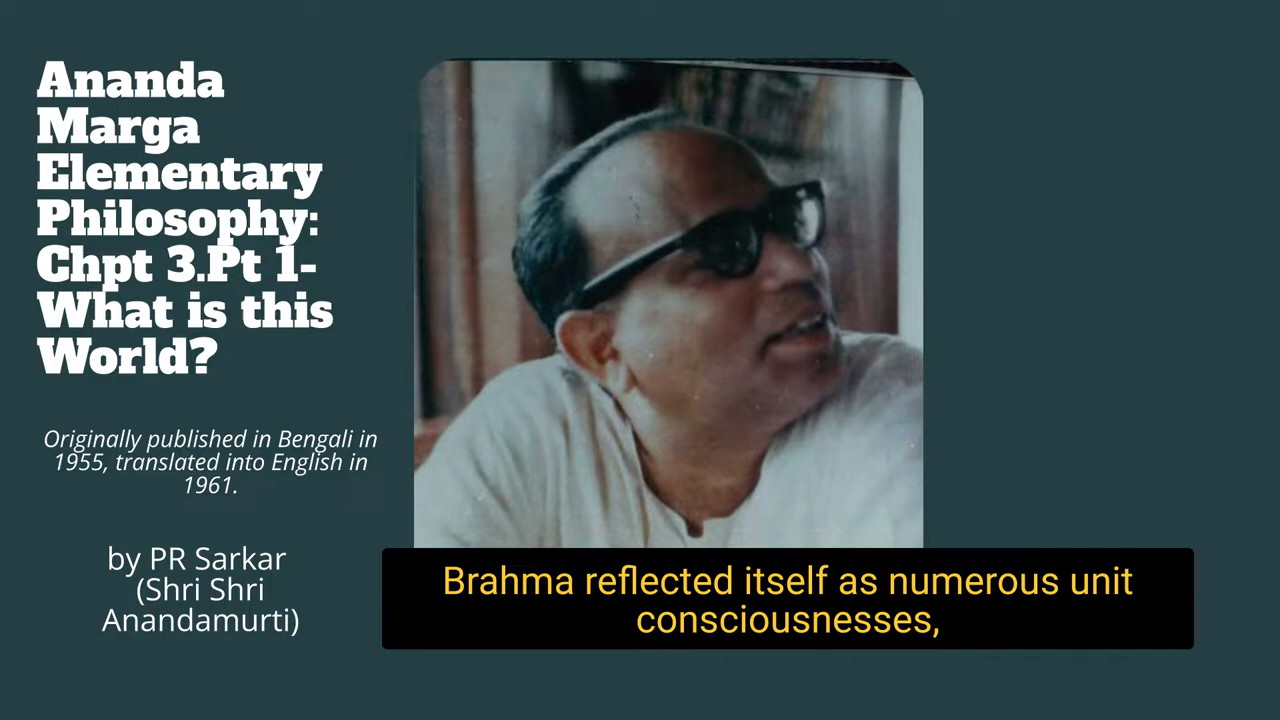 Ananda
Marga
Elementary
Philosophy:
Chpt 3.Pt 1-
What is this
World?
Originally published in Bengali in
1955, translated into English in
1961.
by PR Sarkar
(Shri Shri
Anandamurti)
Brahma reflected itself as numerous unit
consciousnesses,